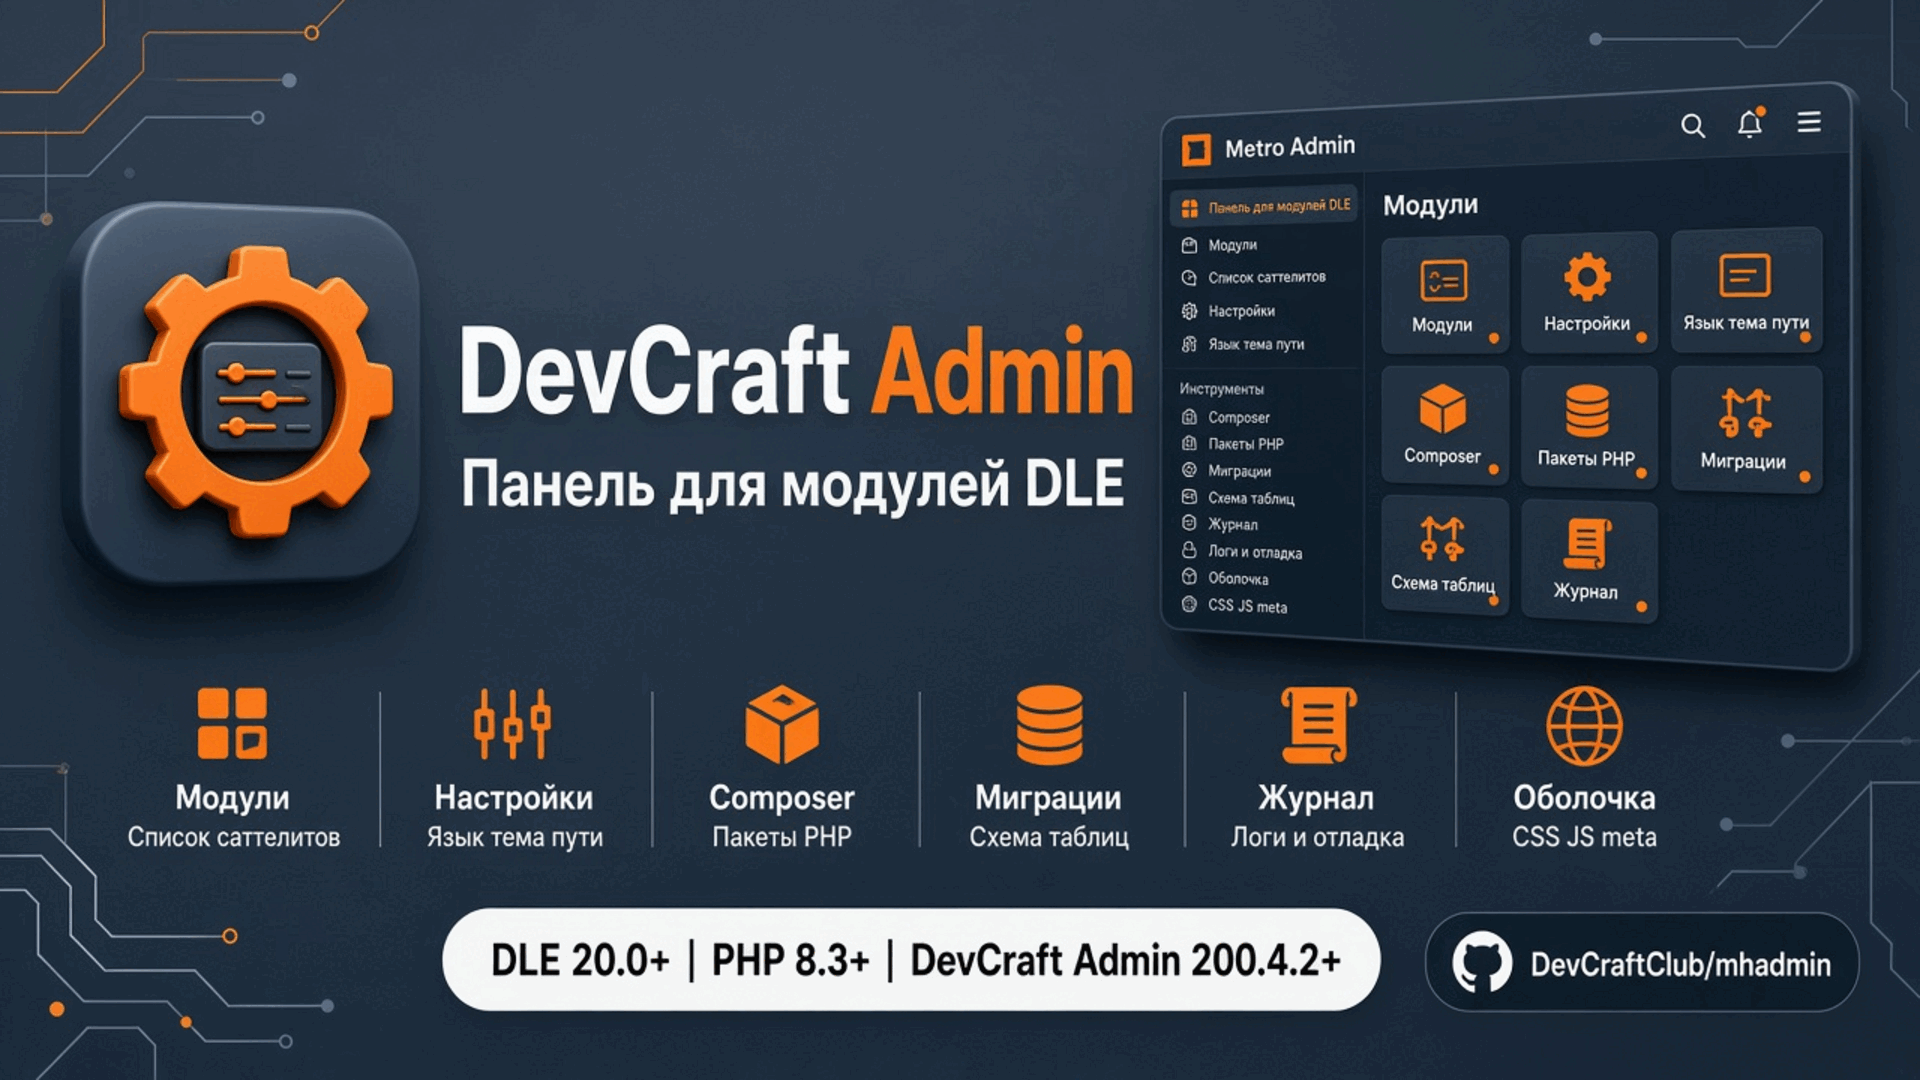 DevCraft Admin
Панель для модулей DLE
Metro Admin
Панель для модулей DLE
Модули
Список саттелитов
Настройки
Язык тема пути
Инструменты
Composer
Пакеты PHP
Миграции
Схема таблиц
Журнал
Логи и отладка
Оболочка
CSS JS meta
Модули
Модули
Настройки
Язык тема пути
Composer
Пакеты PHP
Миграции
Схема таблиц
Журнал
Модули
Список саттелитов
Настройки
Язык тема пути
Composer
Пакеты PHP
Миграции
Схема таблиц
Журнал
Логи и отладка
Оболочка
CSS JS meta
DLE 20.0+ | PHP 8.3+ | DevCraft Admin 200.4.2+
DevCraftClub/mhadmin